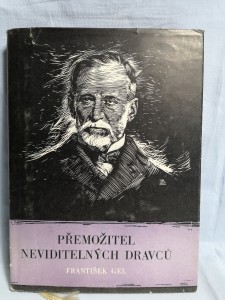 PŘEMOŽITEL
NEVIDITELNÝCH DRAVCŮ
FRANTIŠEK GEL